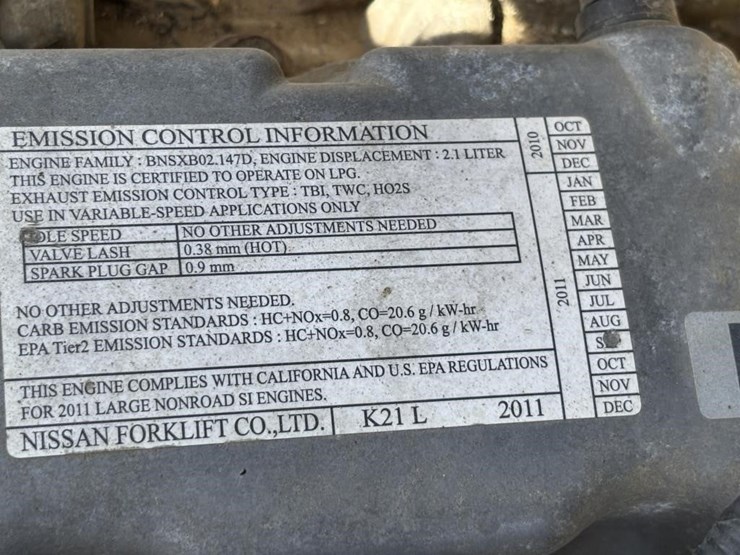 EMISSION CONTROL INFORMATION
ENGINE FAMILY : BNSXB02.147D, ENGINE DISPLACEMENT : 2.1 LITER
THIS ENGINE IS CERTIFIED TO OPERATE ON LPG.
EXHAUST EMISSION CONTROL TYPE : TBI, TWC, HO2S
USE IN VARIABLE-SPEED APPLICATIONS ONLY
SPEED NO OTHER ADJUSTMENTS NEEDED
VALVE LASH 0.38 mm (HOT)
SPARK PLUG GAP 0.9 mm
NO OTHER ADJUSTMENTS NEEDED.
CARB EMISSION STANDARDS : HC+NOx=0.8, CO=20.6 g / kW-hr
EPA Tier2 EMISSION STANDARDS : HC+NOx=0.8, CO=20.6 g / kW-hr
THIS ENGINE COMPLIES WITH CALIFORNIA AND U.S. EPA REGULATIONS
FOR 2011 LARGE NONROAD SI ENGINES.
NISSAN FORKLIFT CO.,LTD. K21 L 2011
2010
OCT
NOV
DEC
2011
JAN
FEB
MAR
APR
MAY
JUN
JUL
AUG
OCT
NOV
DEC